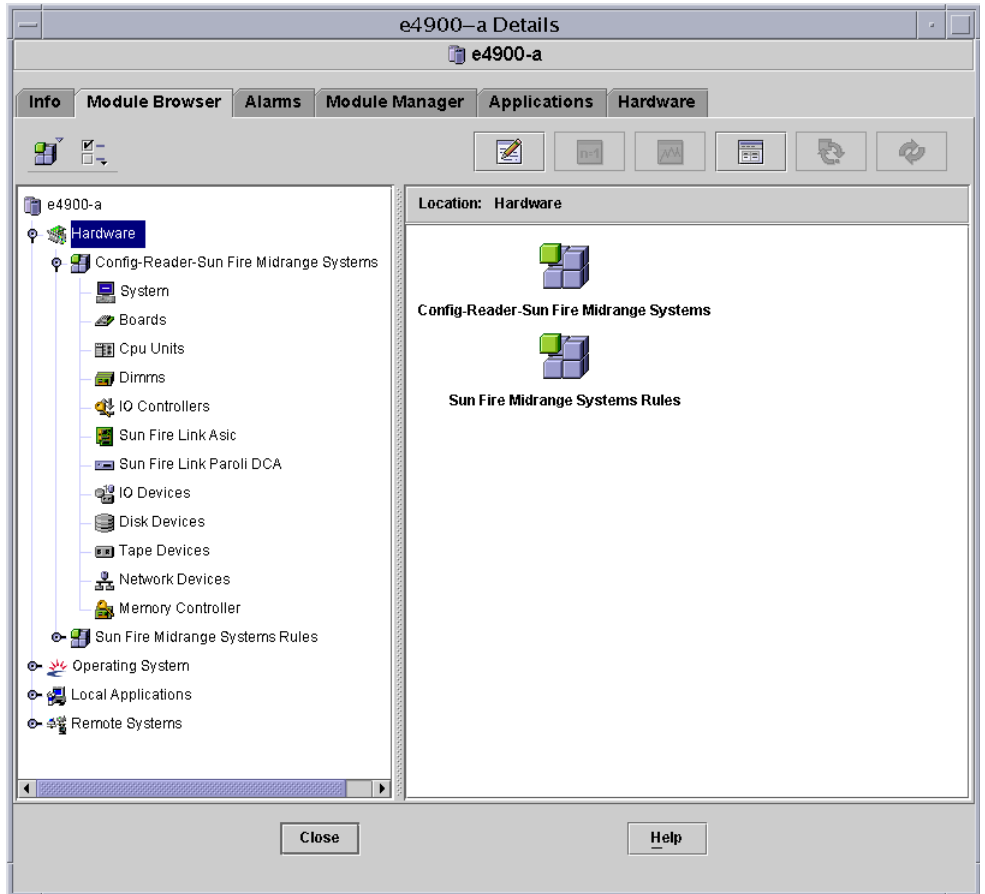 e4900–a Details
e4900-a
Info Module Browser Alarms Module Manager Applications Hardware
n=1
e4900-a
Hardware
Config-Reader-Sun Fire Midrange Systems
System
Boards
Cpu Units
Dimms
IO Controllers
Sun Fire Link Asic
Sun Fire Link Paroli DCA
IO Devices
Disk Devices
Tape Devices
Network Devices
Memory Controller
Sun Fire Midrange Systems Rules
Operating System
Local Applications
Remote Systems
Location: Hardware
Config-Reader-Sun Fire Midrange Systems
Sun Fire Midrange Systems Rules
Close Help